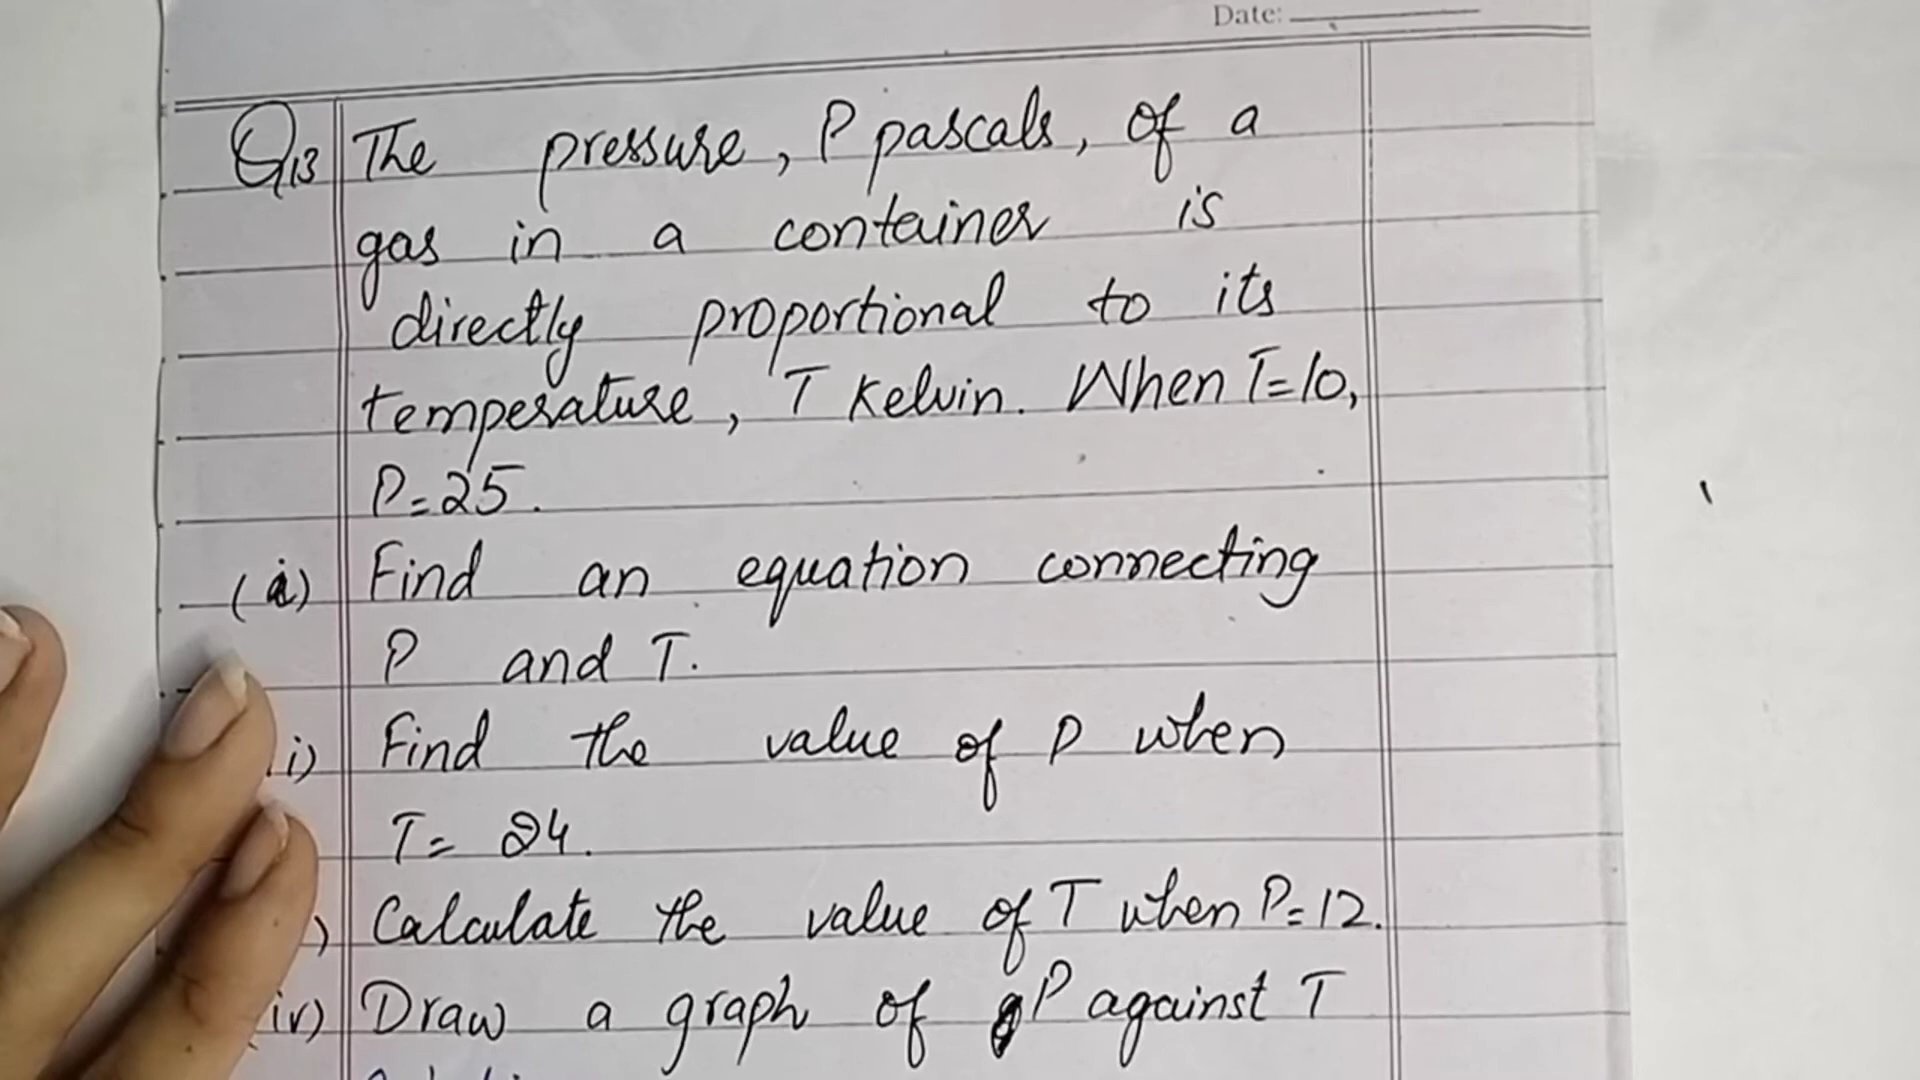 Date:
Q13 The pressure, P pascals, of a
gas in a container is
directly proportional to its
temperature, T Kelvin. When T=10,
P=25.
(i) Find an equation connecting
P and T.
i) Find the value of P when
T= 24.
) Calculate the value of T when P=12.
iv) Draw a graph of P against T